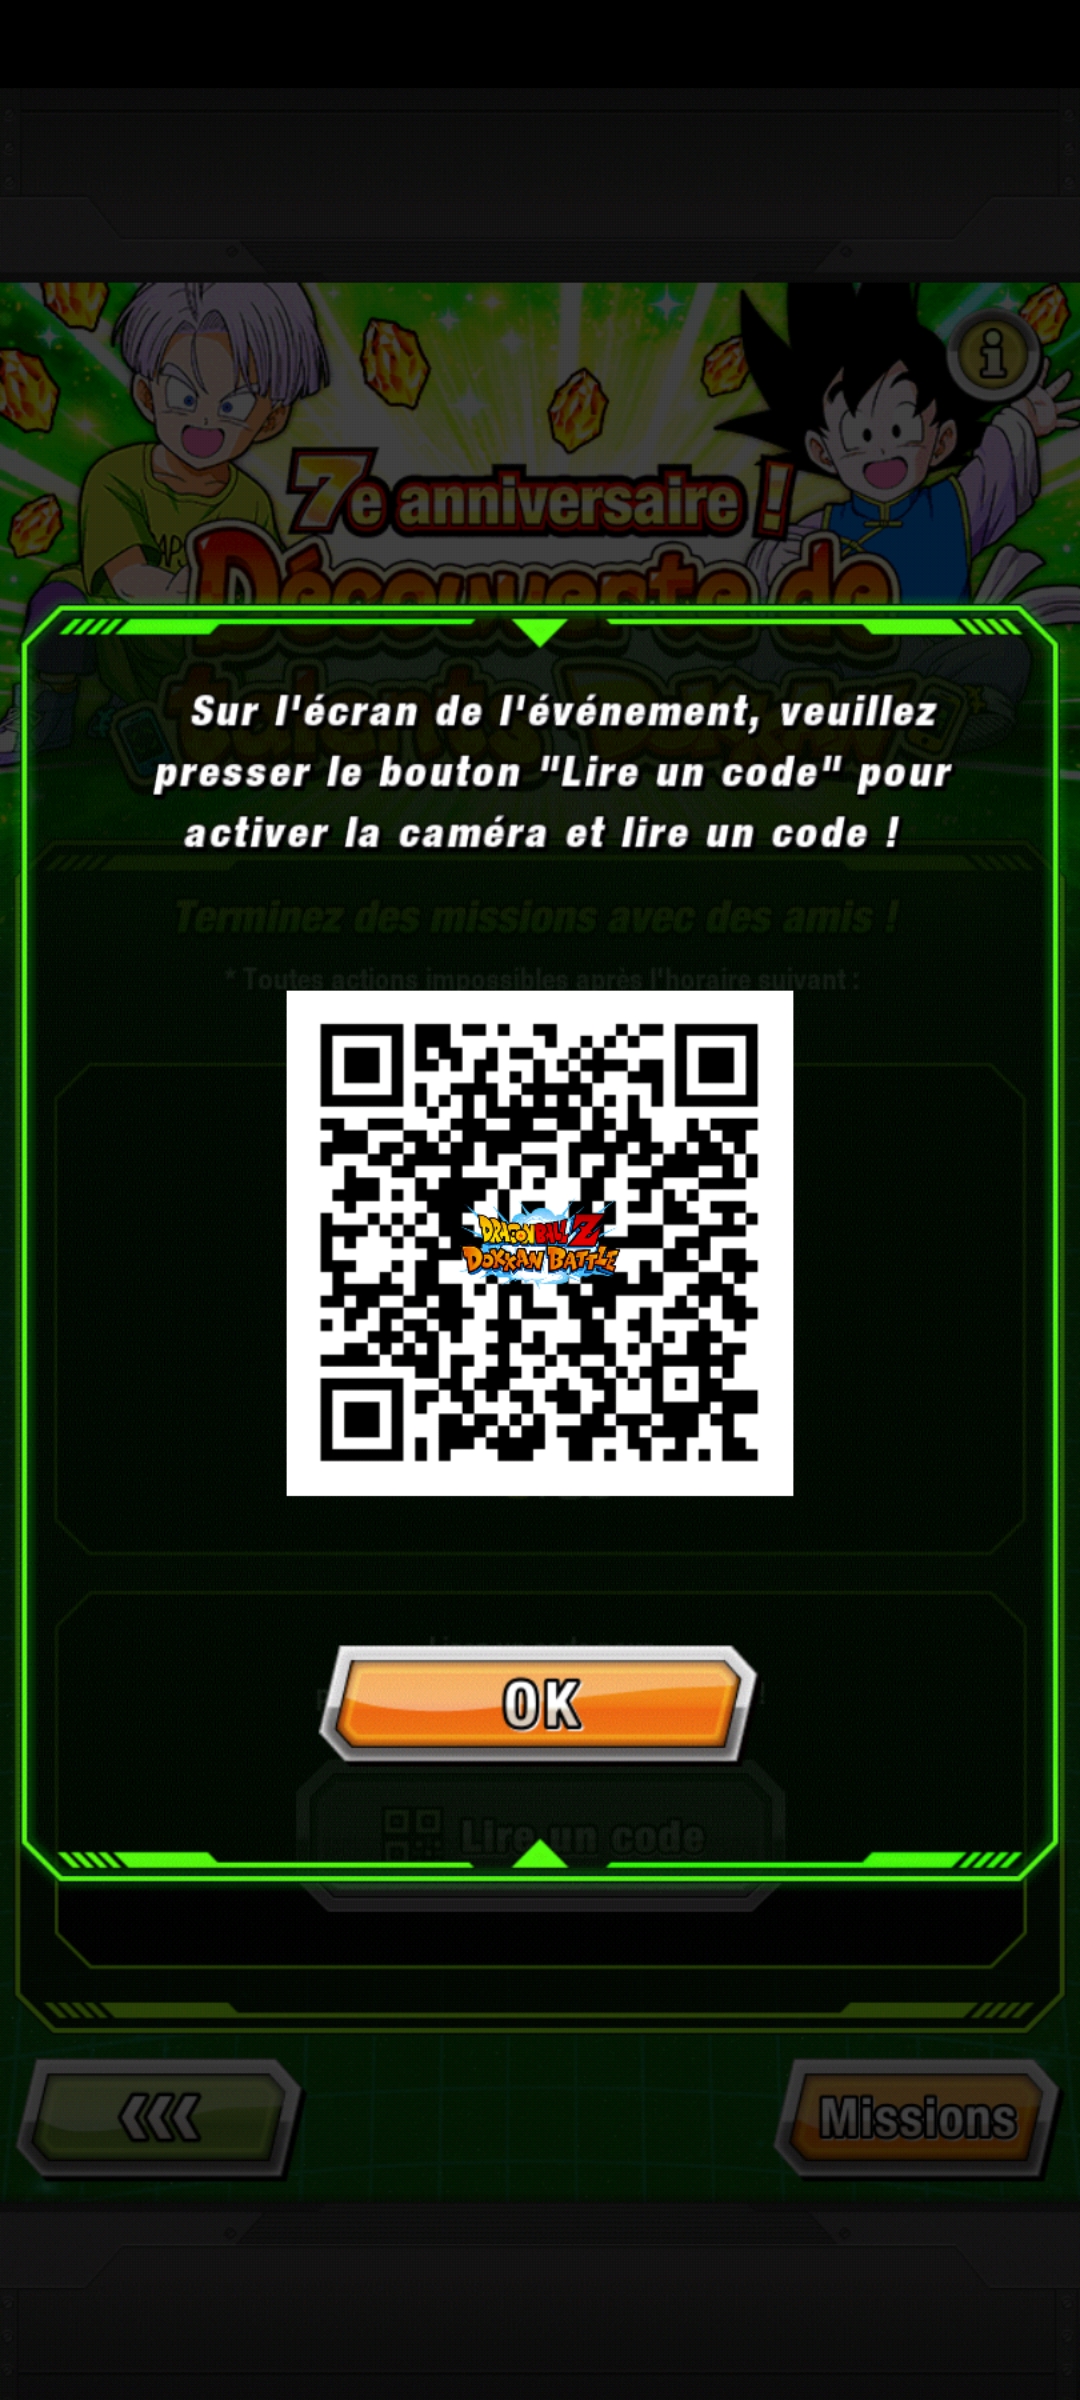 7e anniversaire !
Découverte de
talents DOKKAN
Sur l'écran de l'événement, veuillez
presser le bouton "Lire un code" pour
activer la caméra et lire un code !
Terminez des missions avec des amis !
* Toutes actions impossibles après l'horaire suivant :
DRAGON BALL Z
DOKKAN BATTLE
OK
Lire un code
Missions